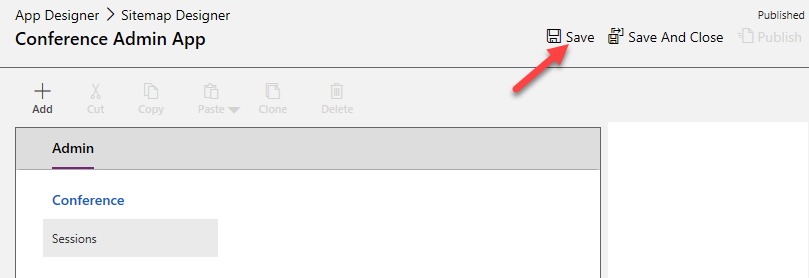 App Designer > Sitemap Designer
Published
Conference Admin App
Save Save And Close Publish
Add Cut Copy Paste Clone Delete
Admin
Conference
Sessions